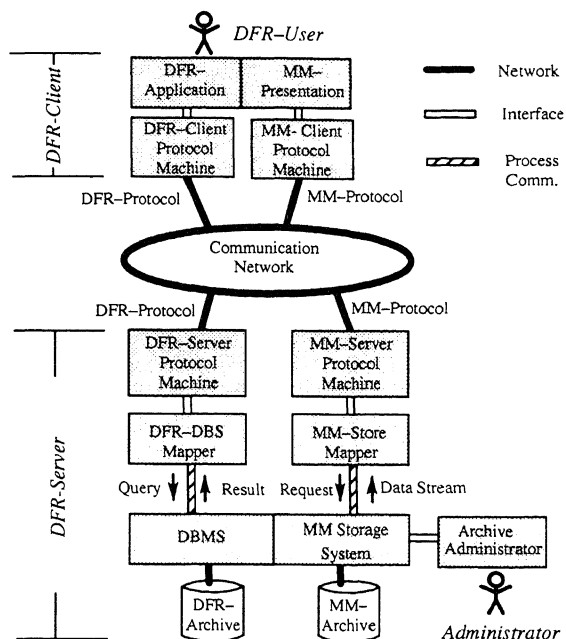 DFR–User
DFR–
Application
MM–
Presentation
DFR–Client
Protocol
Machine
MM- Client
Protocol
Machine
DFR-Client
Network
Interface
Process
Comm.
DFR–Protocol
MM–Protocol
Communication
Network
DFR–Protocol
MM–Protocol
DFR–Server
Protocol
Machine
MM–Server
Protocol
Machine
DFR–DBS
Mapper
MM–Store
Mapper
DFR-Server
Query
Result
Request
Data Stream
DBMS
MM Storage
System
Archive
Administrator
DFR–
Archive
MM–
Archive
Administrator